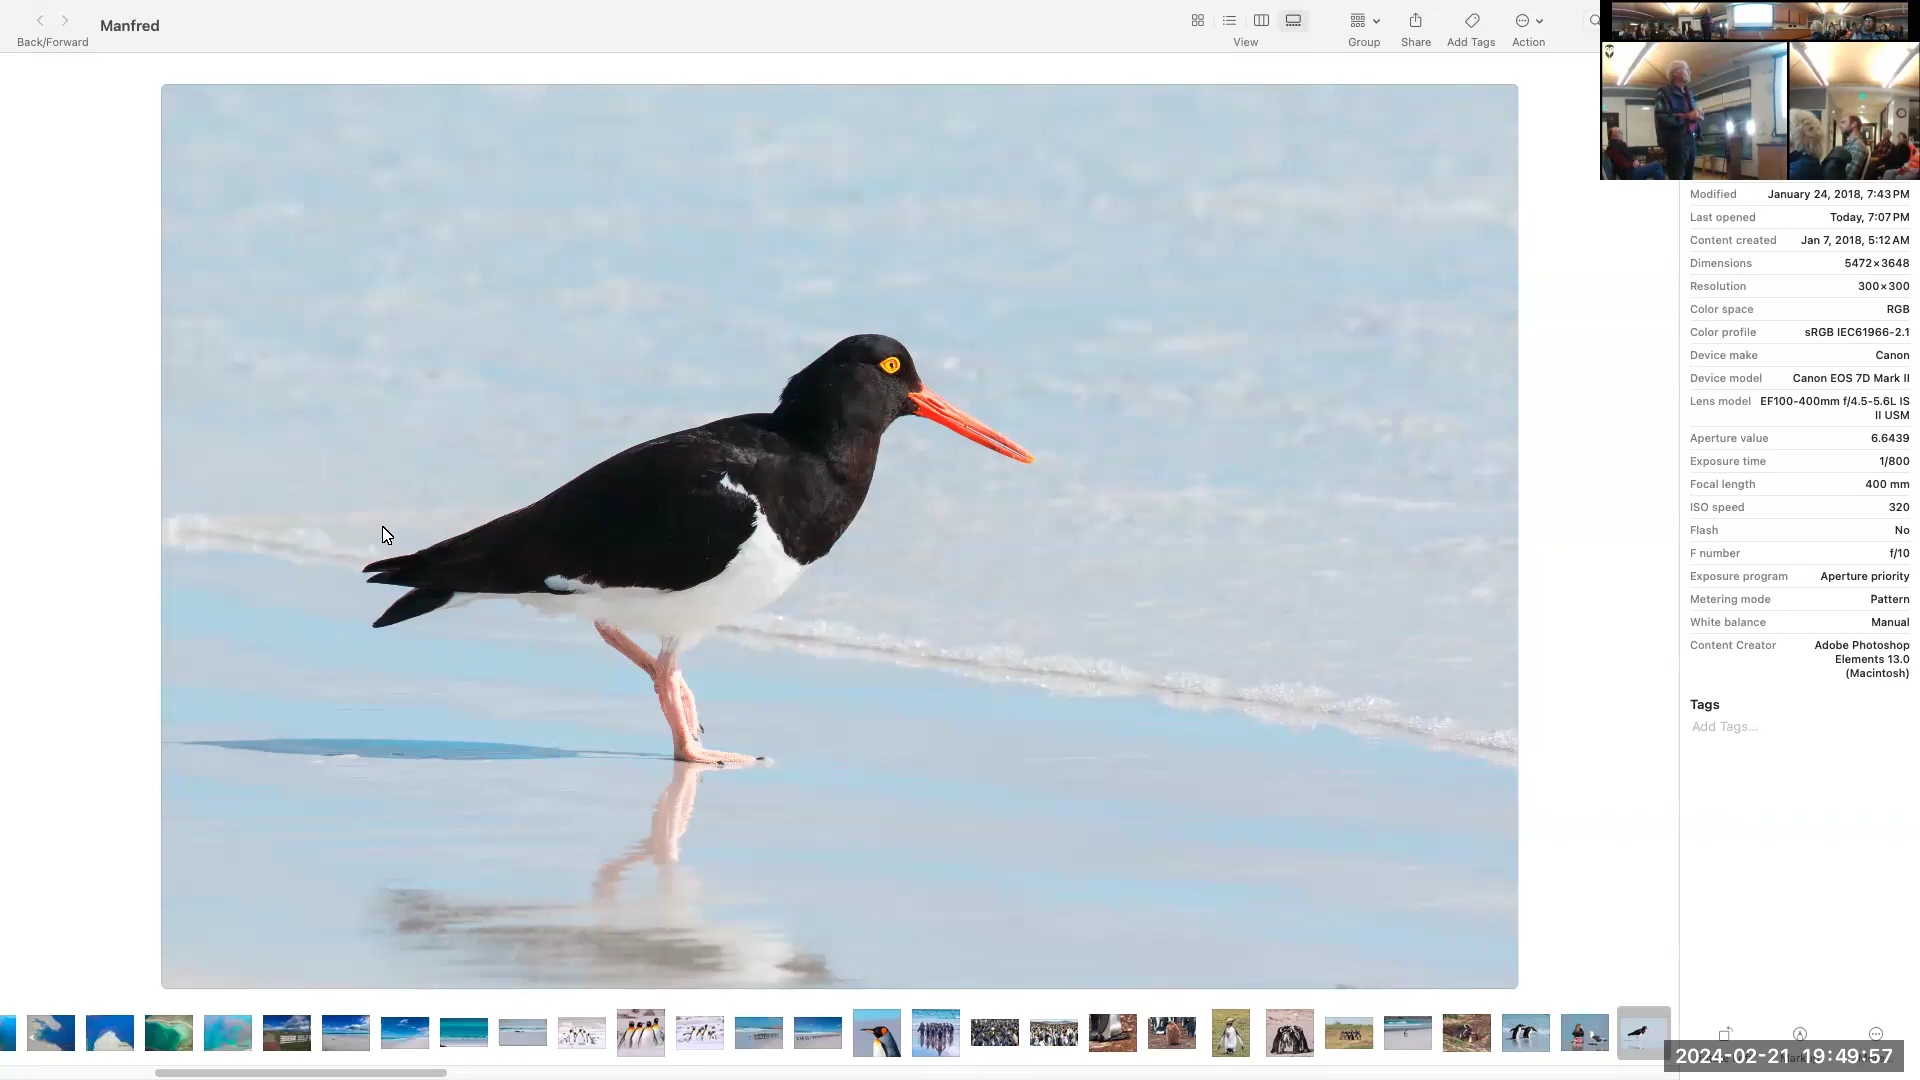 Manfred
Back/Forward
View
Group
Share
Add Tags
Action
Modified January 24, 2018, 7:43 PM
Last opened Today, 7:07 PM
Content created Jan 7, 2018, 5:12 AM
Dimensions 5472×3648
Resolution 300×300
Color space RGB
Color profile sRGB IEC61966-2.1
Device make Canon
Device model Canon EOS 7D Mark II
Lens model EF100-400mm f/4.5-5.6L IS
II USM
Aperture value 6.6439
Exposure time 1/800
Focal length 400 mm
ISO speed 320
Flash No
F number f/10
Exposure program Aperture priority
Metering mode Pattern
White balance Manual
Content Creator Adobe Photoshop
Elements 13.0
(Macintosh)
Tags
Add Tags...
2024-02-21 19:49:57